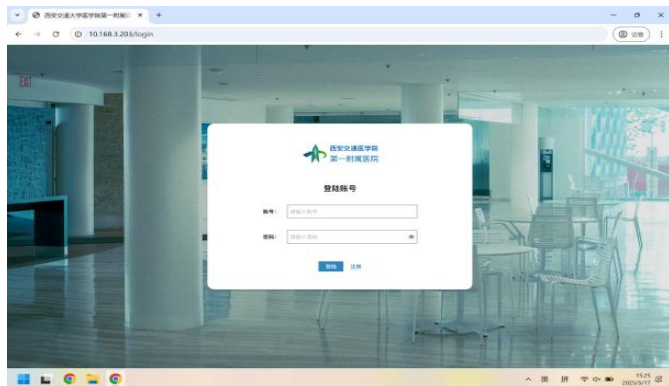 西安交通大学医学院第一附属
10.168.3.203/login
访客
EXIT
西安交通医学院
第一附属医院
登陆账号
账号：
请输入账号
密码：
请输入密码
登陆 注册
英 拼
15:25
2025/5/17